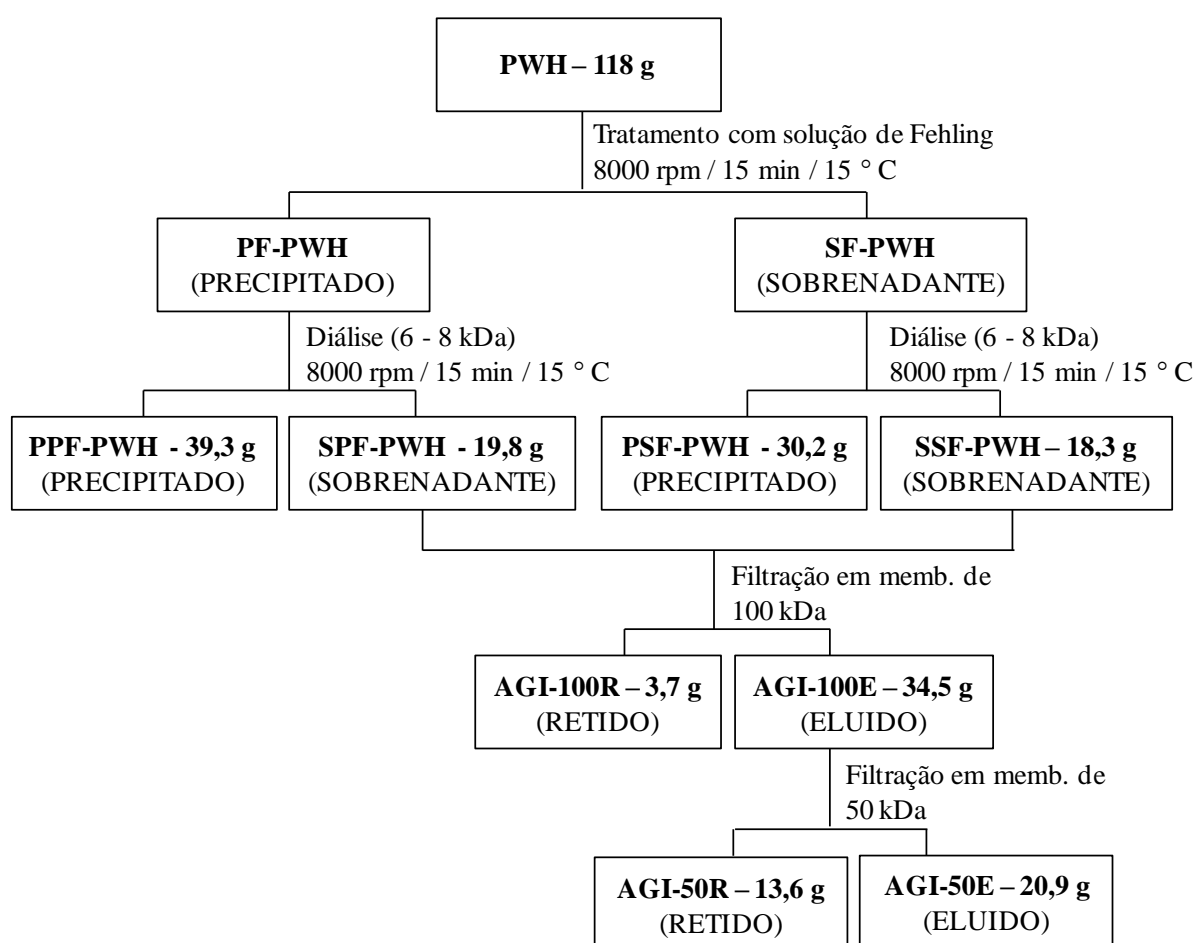 PWH – 118 g
Tratamento com solução de Fehling
8000 rpm / 15 min / 15 ° C
PF-PWH
(PRECIPITADO)
SF-PWH
(SOBRENADANTE)
Diálise (6 - 8 kDa)
8000 rpm / 15 min / 15 ° C
Diálise (6 - 8 kDa)
8000 rpm / 15 min / 15 ° C
PPF-PWH - 39,3 g
(PRECIPITADO)
SPF-PWH - 19,8 g
(SOBRENADANTE)
PSF-PWH - 30,2 g
(PRECIPITADO)
SSF-PWH – 18,3 g
(SOBRENADANTE)
Filtração em memb. de
100 kDa
AGI-100R – 3,7 g
(RETIDO)
AGI-100E – 34,5 g
(ELUIDO)
Filtração em memb. de
50 kDa
AGI-50R – 13,6 g
(RETIDO)
AGI-50E – 20,9 g
(ELUIDO)